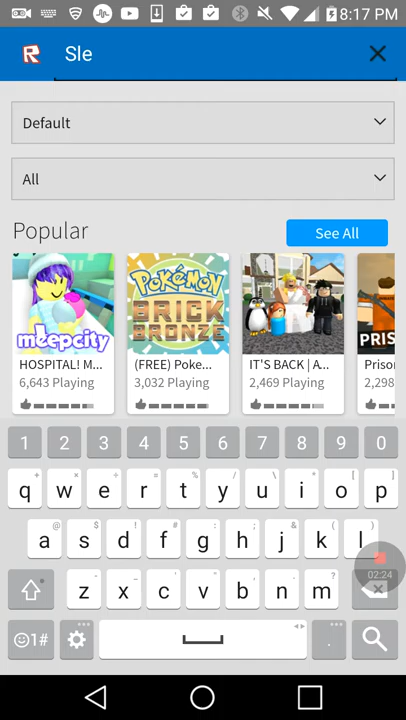 8:17 PM
R Sle
Default
All
Popular See All
meepcity POKéMON BRICK BRONZE PRIS
HOSPITAL! M... (FREE) Poke... IT'S BACK | A... Prison
6,643 Playing 3,032 Playing 2,469 Playing 2,298
1 2 3 4 5 6 7 8 9 0
q w e r t y u i o p
a s d f g h j k l
02:24
z x c v b n m
1#